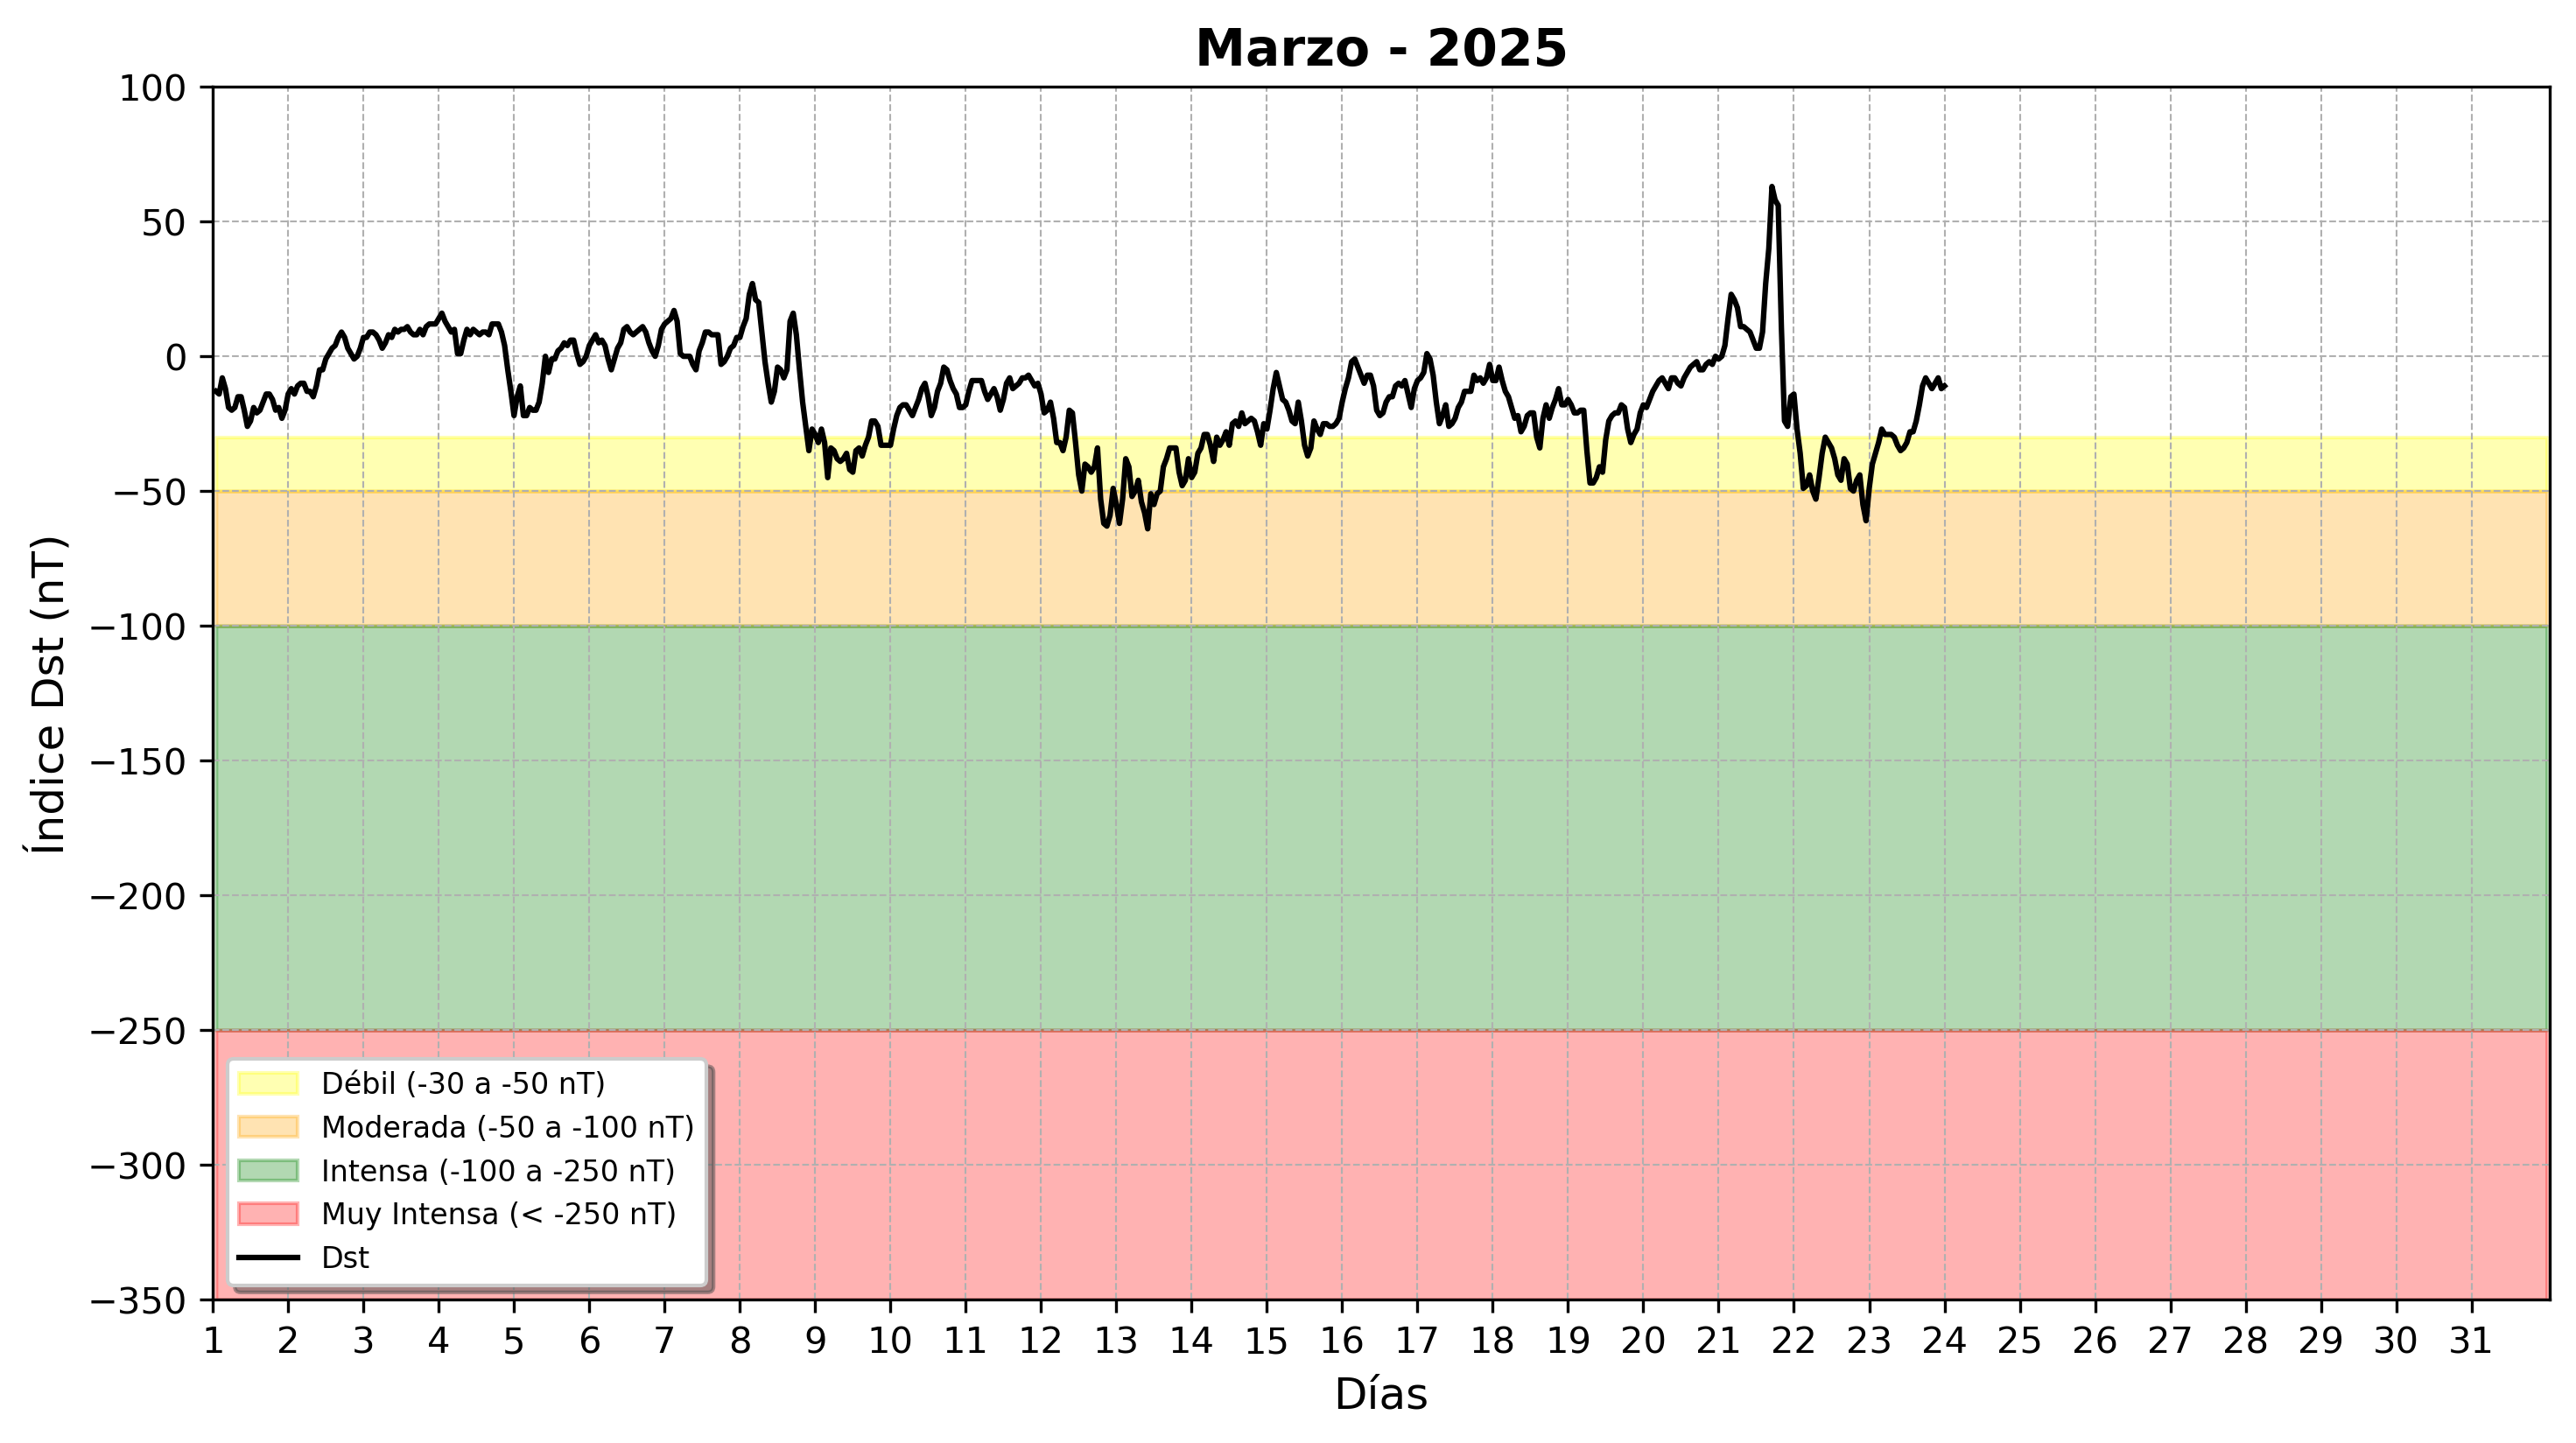 Marzo - 2025
100
50
0
−50
−100
−150
−200
−250
−300
−350
Índice Dst (nT)
Débil (-30 a -50 nT)
Moderada (-50 a -100 nT)
Intensa (-100 a -250 nT)
Muy Intensa (< -250 nT)
Dst
1 2 3 4 5 6 7 8 9 10 11 12 13 14 15 16 17 18 19 20 21 22 23 24 25 26 27 28 29 30 31
Días